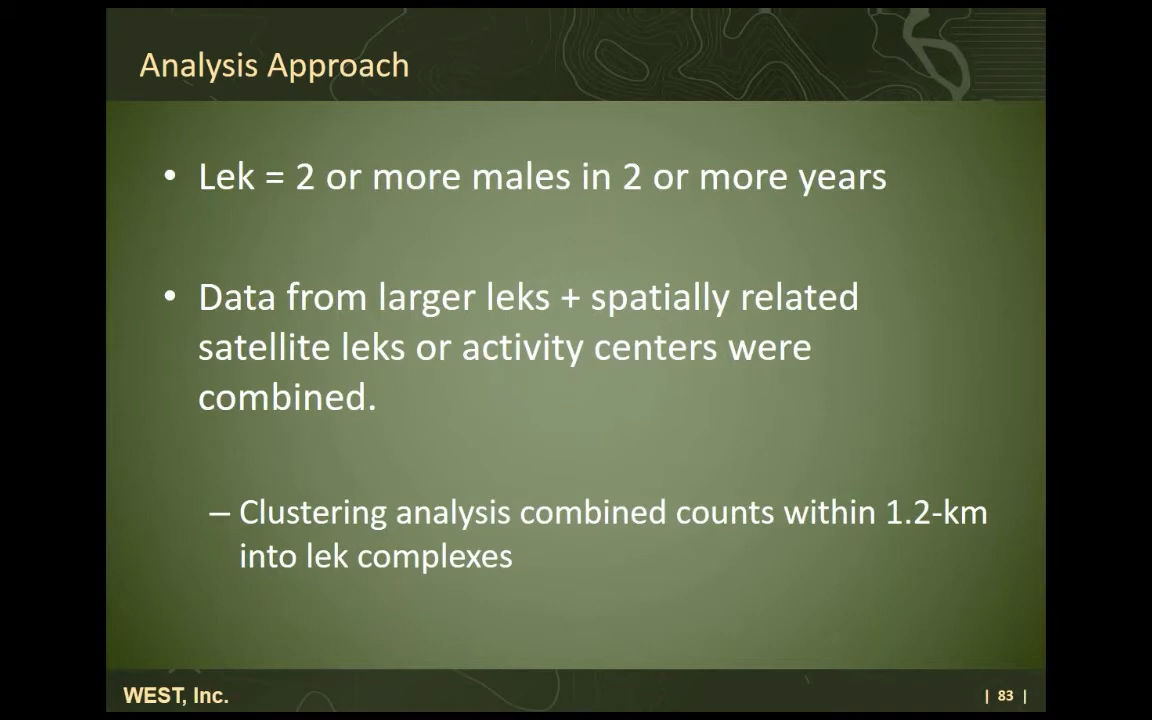 Analysis Approach
• Lek = 2 or more males in 2 or more years
• Data from larger leks + spatially related
satellite leks or activity centers were
combined.
– Clustering analysis combined counts within 1.2-km
into lek complexes
WEST, Inc.
| 83 |